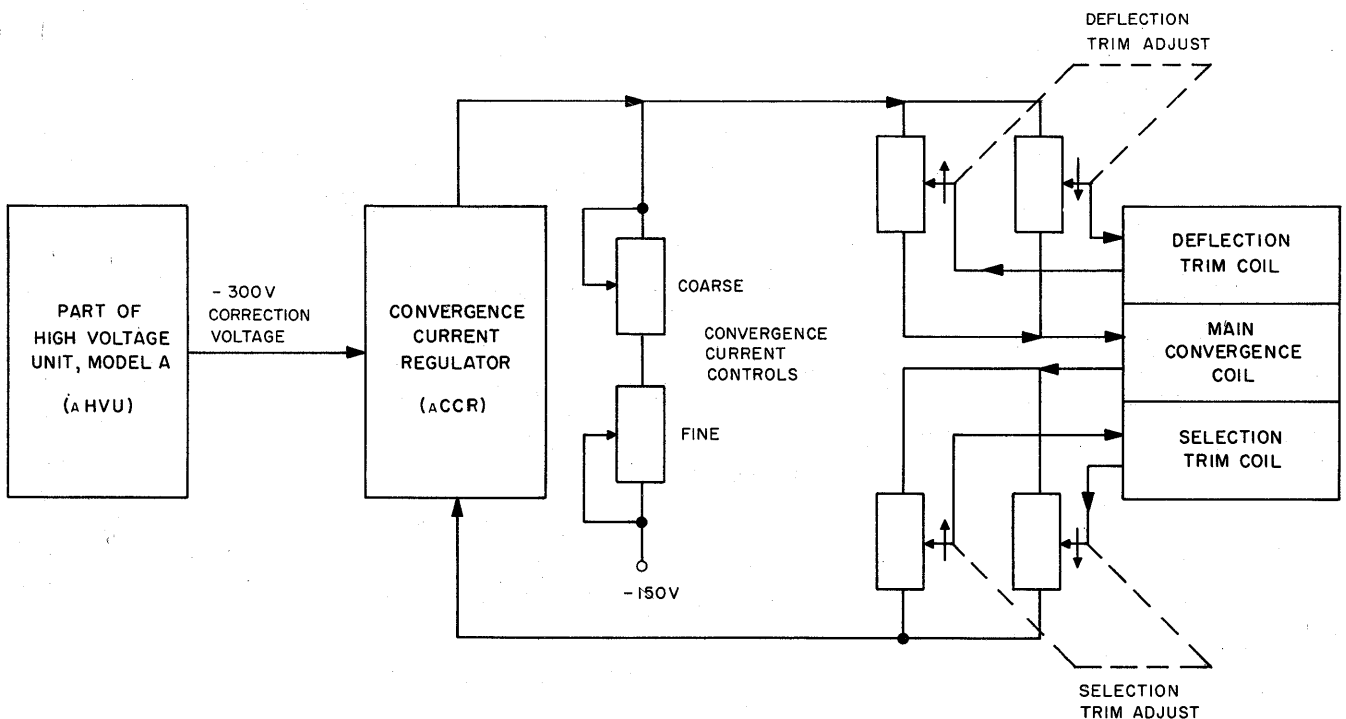 DEFLECTION
TRIM ADJUST
PART OF
HIGH VOLTAGE
UNIT, MODEL A
(A HVU)
- 300V
CORRECTION
VOLTAGE
CONVERGENCE
CURRENT
REGULATOR
(ACCR)
COARSE
CONVERGENCE
CURRENT
CONTROLS
FINE
-150V
DEFLECTION
TRIM COIL
MAIN
CONVERGENCE
COIL
SELECTION
TRIM COIL
SELECTION
TRIM ADJUST